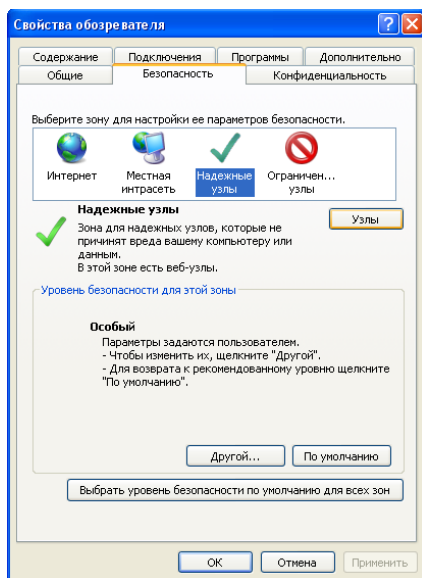 Свойства обозревателя
Содержание Подключения Программы Дополнительно
Общие Безопасность Конфиденциальность
Выберите зону для настройки ее параметров безопасности.
Интернет Местная интрасеть Надежные узлы Ограничен... узлы
Надежные узлы
Узлы
Зона для надежных узлов, которые не
причинят вреда вашему компьютеру или
данным.
В этой зоне есть веб-узлы.
Уровень безопасности для этой зоны
Особый
Параметры задаются пользователем.
- Чтобы изменить их, щелкните "Другой".
- Для возврата к рекомендованному уровню щелкните
"По умолчанию".
Другой... По умолчанию
Выбрать уровень безопасности по умолчанию для всех зон
OK Отмена Применить